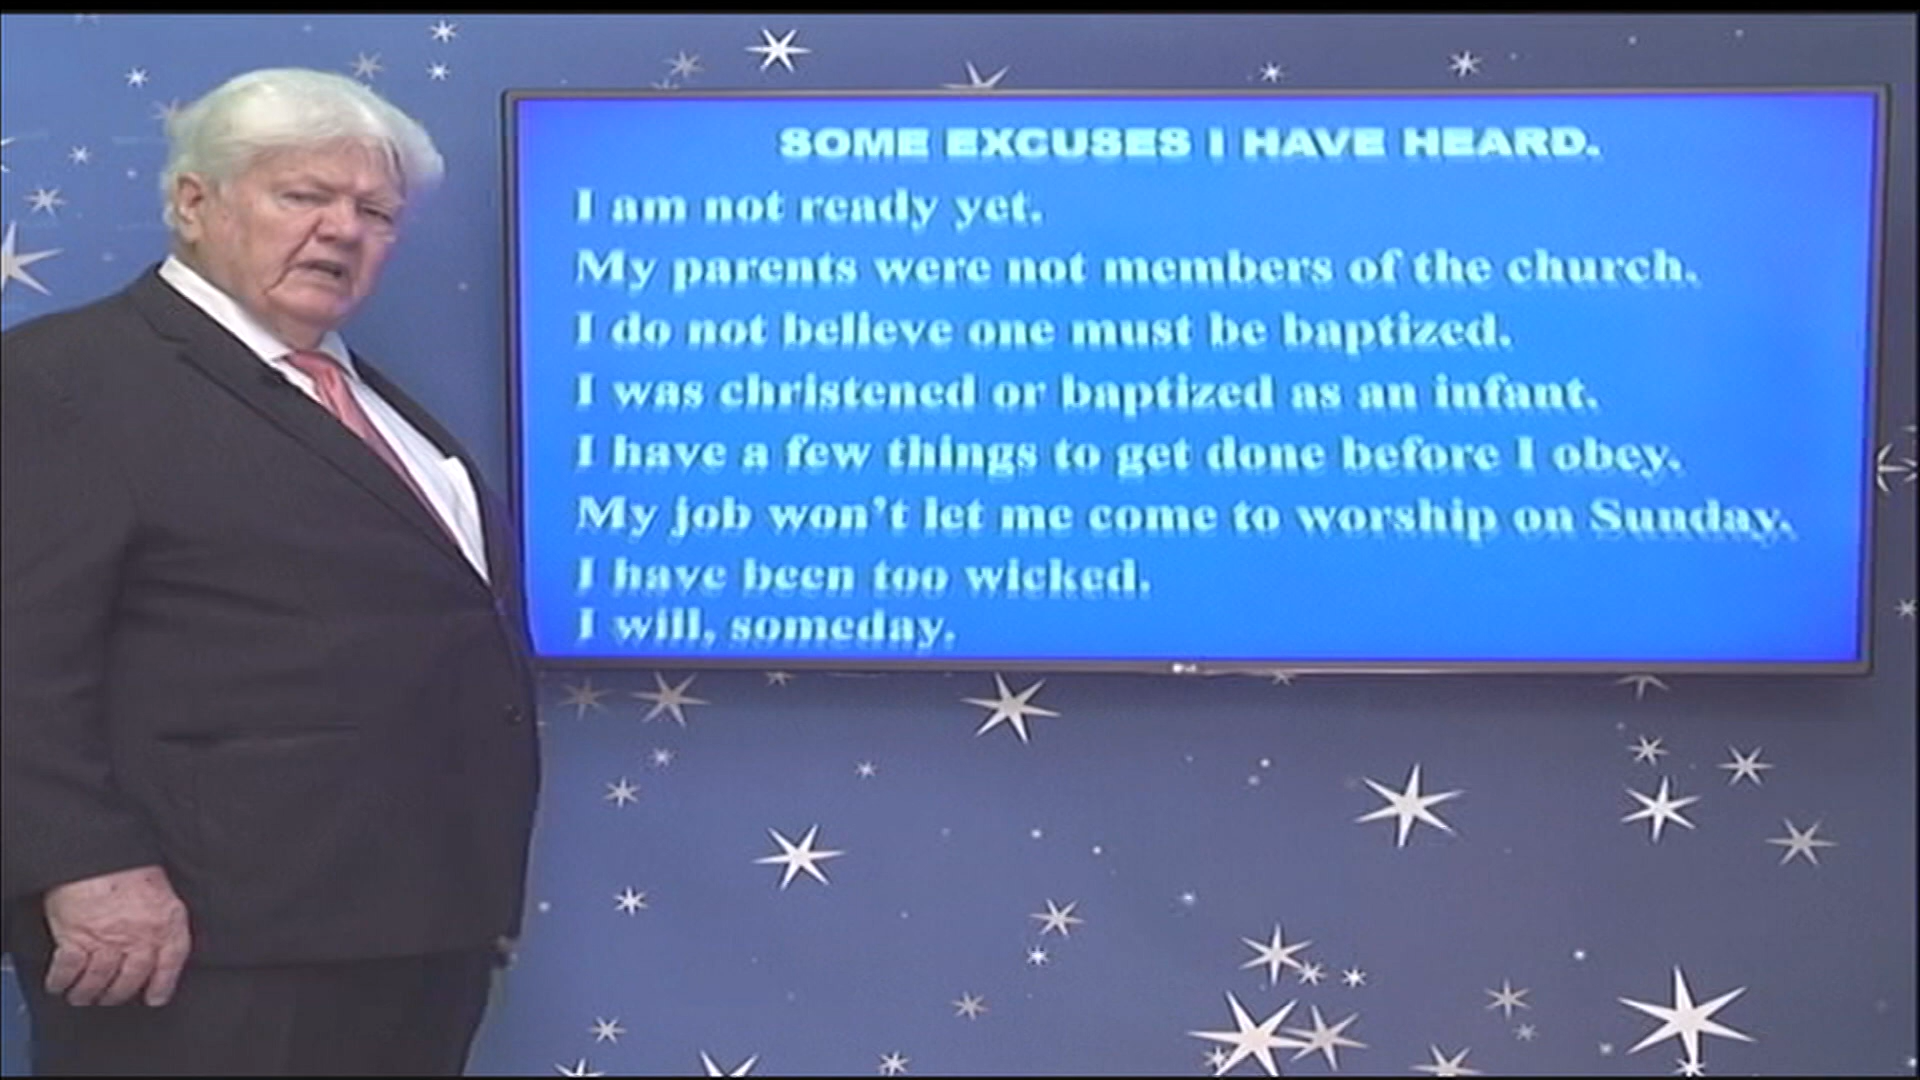 SOME EXCUSES I HAVE HEARD.
I am not ready yet.
My parents were not members of the church.
I do not believe one must be baptized.
I was christened or baptized as an infant.
I have a few things to get done before I obey.
My job won't let me come to worship on Sunday.
I have been too wicked.
I will, someday.